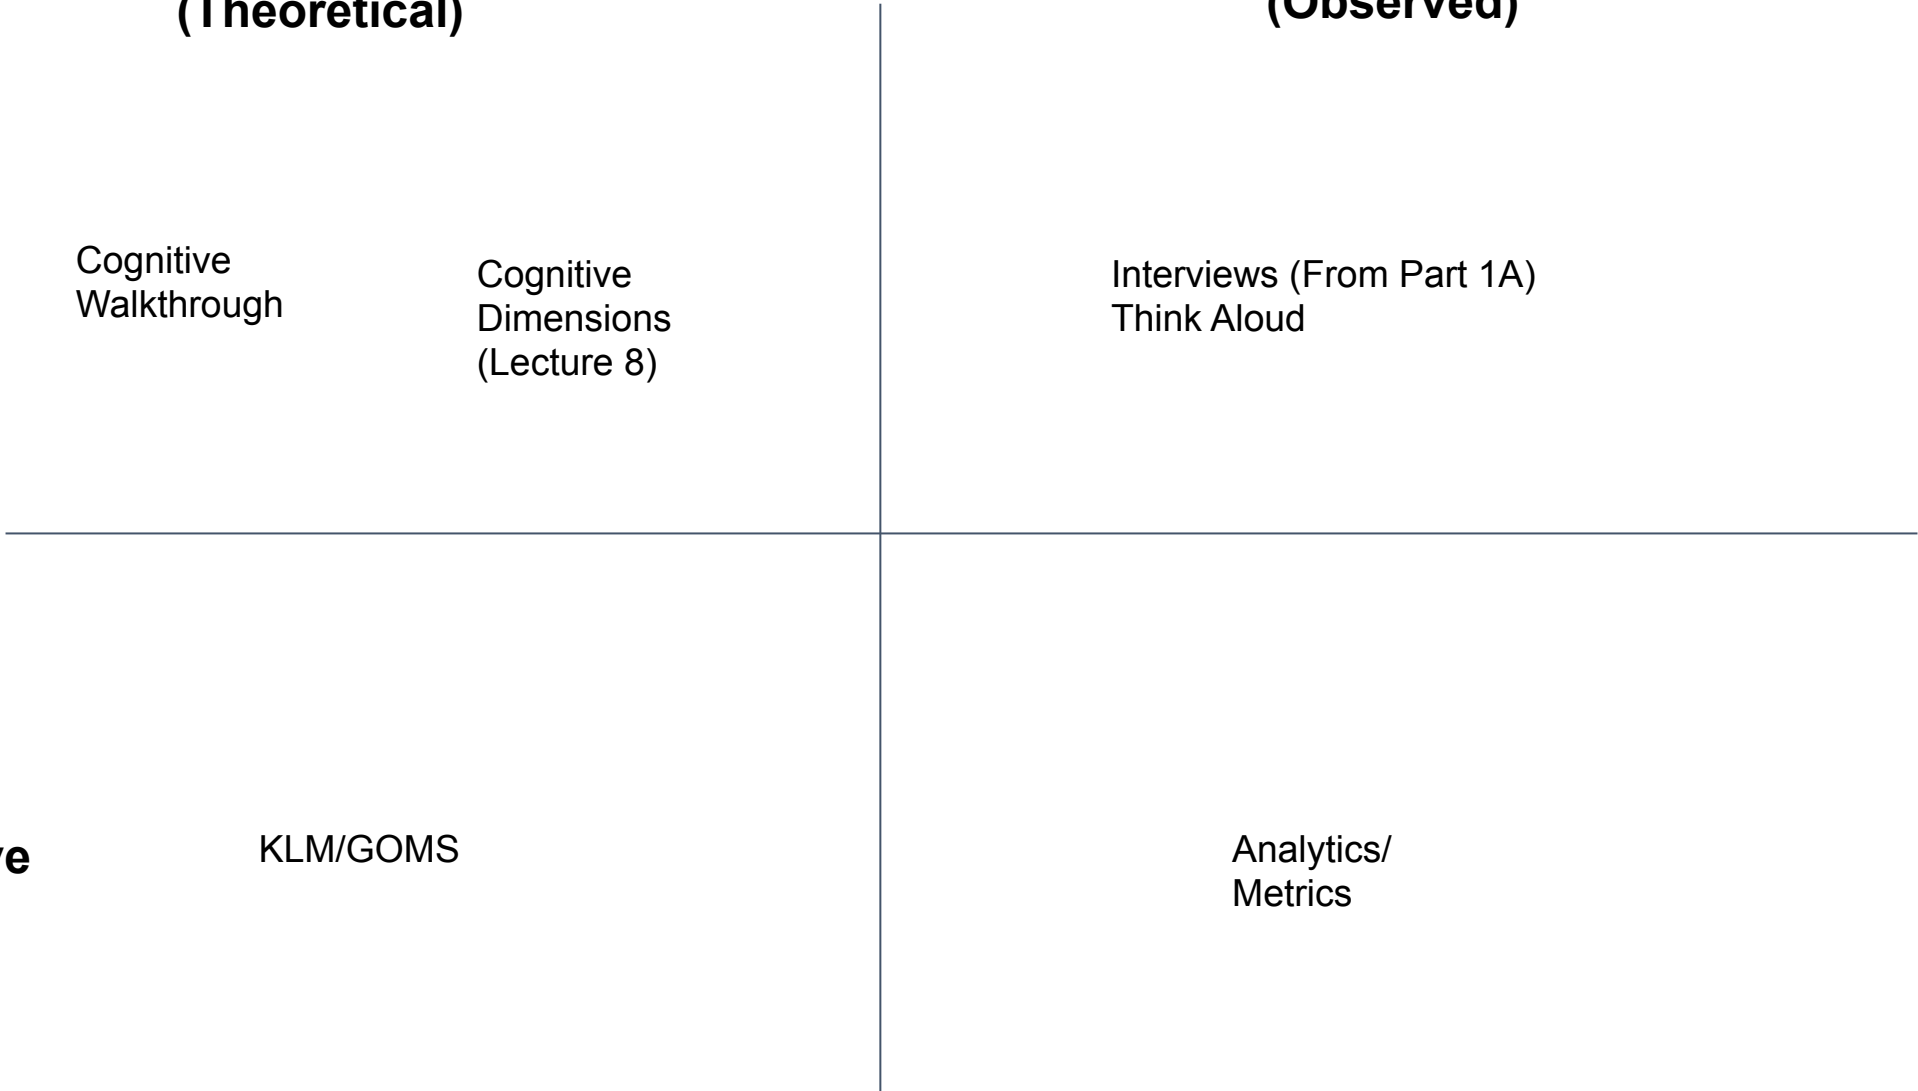 (Theoretical)
(Observed)
Cognitive
Walkthrough
Cognitive
Dimensions
(Lecture 8)
Interviews (From Part 1A)
Think Aloud
KLM/GOMS
Analytics/
Metrics